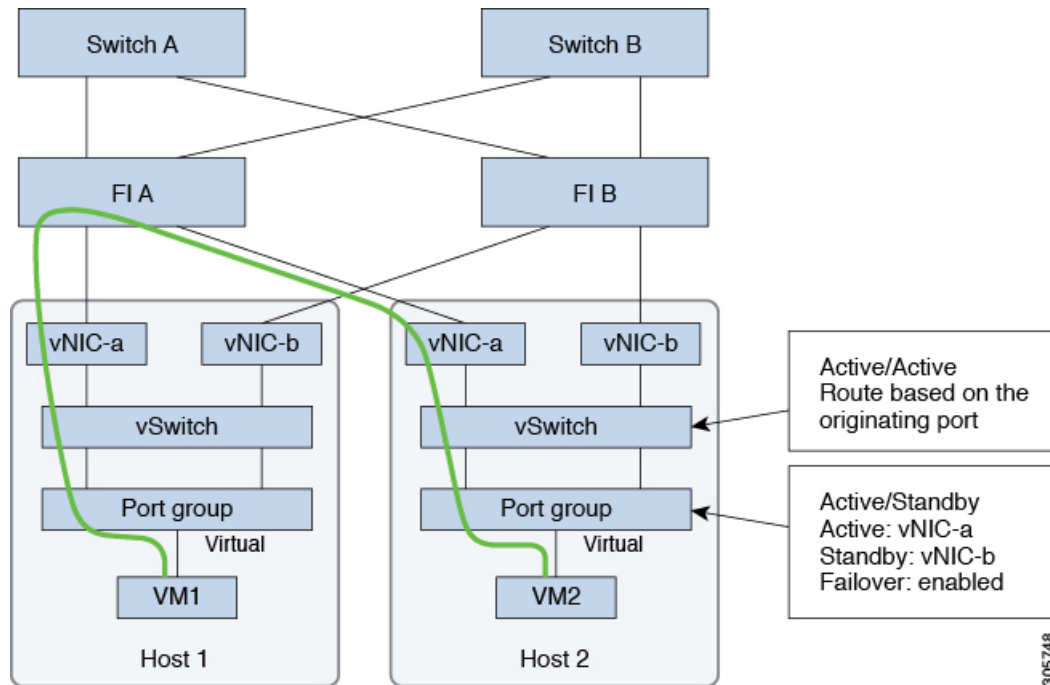 Switch A
Switch B
FI A
FI B
vNIC-a
vNIC-b
vNIC-a
vNIC-b
vSwitch
vSwitch
Port group
Port group
Virtual
Virtual
VM1
VM2
Host 1
Host 2
Active/Active
Route based on the
originating port
Active/Standby
Active: vNIC-a
Standby: vNIC-b
Failover: enabled
305748